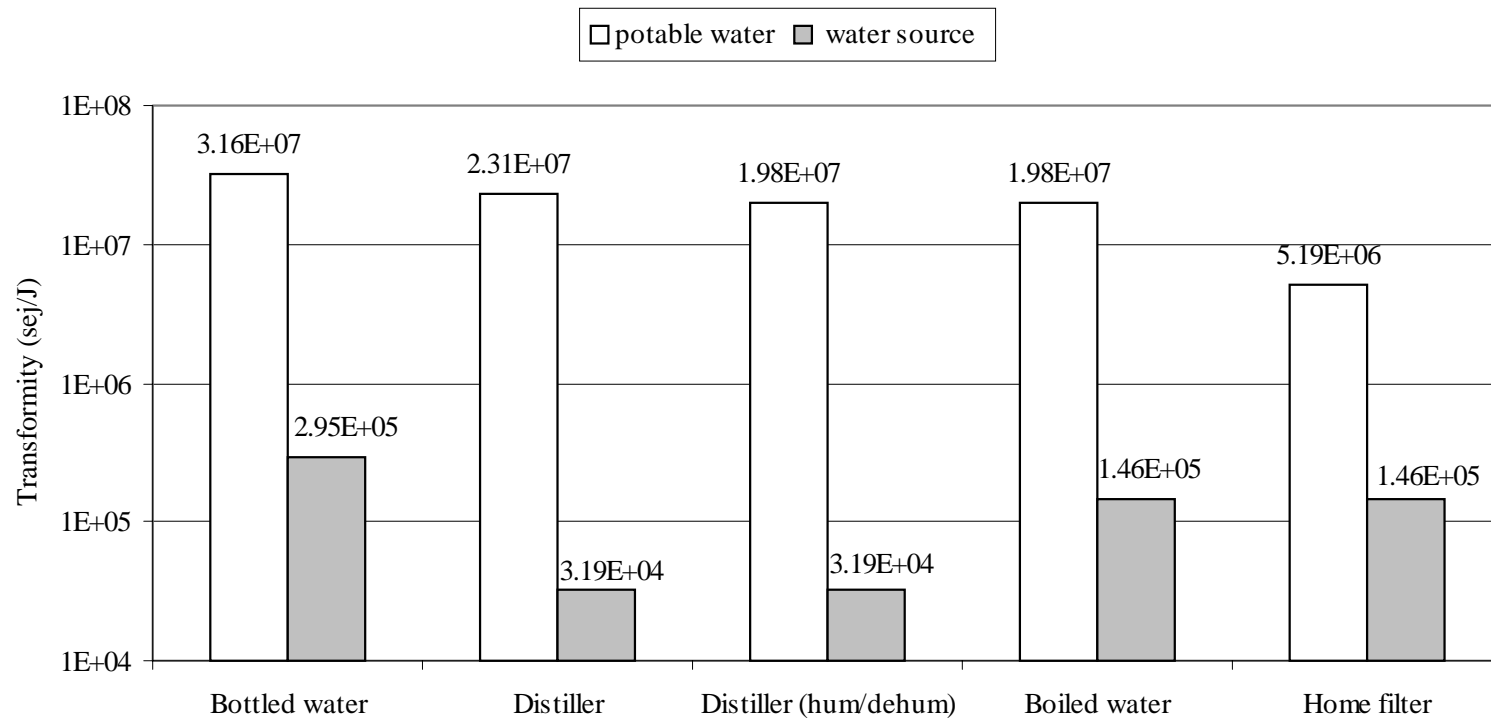 potable water water source
1E+08
1E+07
1E+06
1E+05
1E+04
Transformity (sej/J)
3.16E+07
2.31E+07
1.98E+07
1.98E+07
5.19E+06
2.95E+05
3.19E+04
3.19E+04
1.46E+05
1.46E+05
Bottled water Distiller Distiller (hum/dehum) Boiled water Home filter